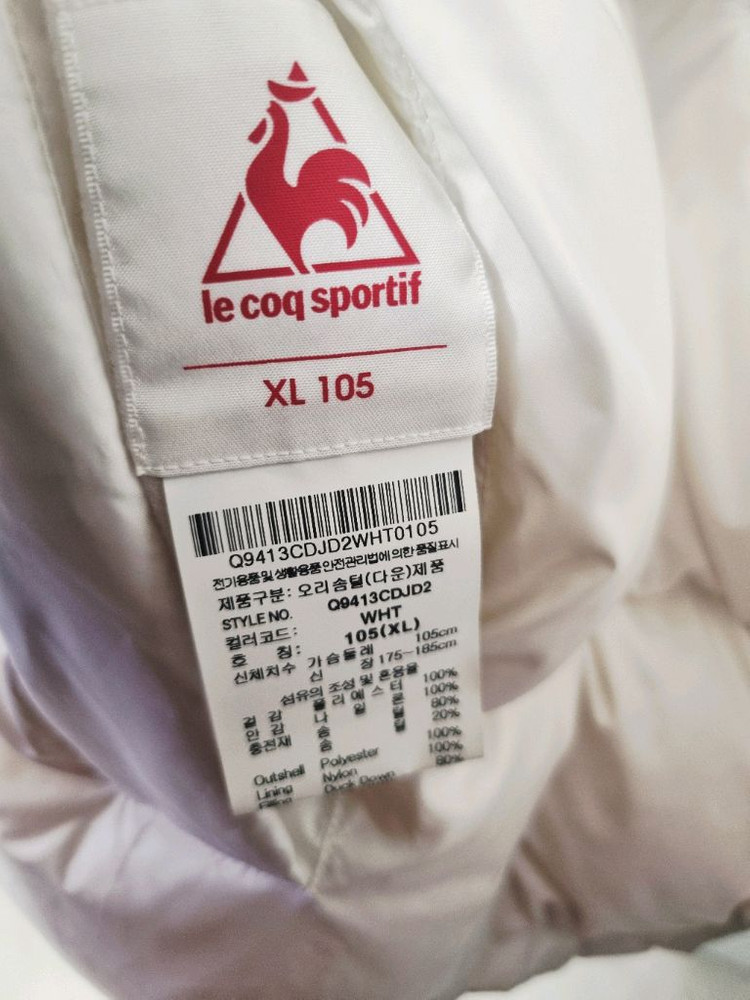 le coq sportif
XL 105
Q9413CDJD2WHT0105
전기용품및생활용품안전관리법에의한품질표시
제품구분: 오리솜털(다운)제품
STYLE NO. Q9413CDJD2
컬러코드: WHT
호 칭: 105(XL)
신체치수 가슴둘레 105cm
신 장 175~185cm
섬유의 조성 및 혼용율
겉 감 폴리에스터 100%
안 감 나일론 100%
충전재 솜털 80%
20%
100%
Outshell Polyester 100%
Lining Nylon 80%
Filling Duck Down